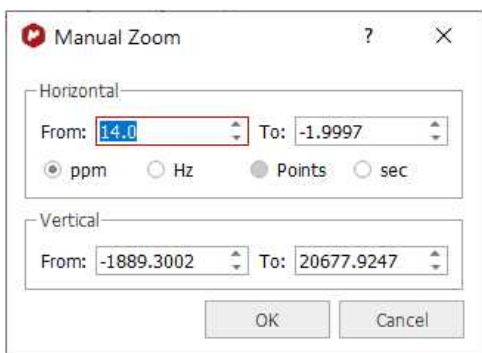 Manual Zoom ? ×
Horizontal
From: 14.0 To: -1.9997
ppm Hz Points sec
Vertical
From: -1889.3002 To: 20677.9247
OK Cancel